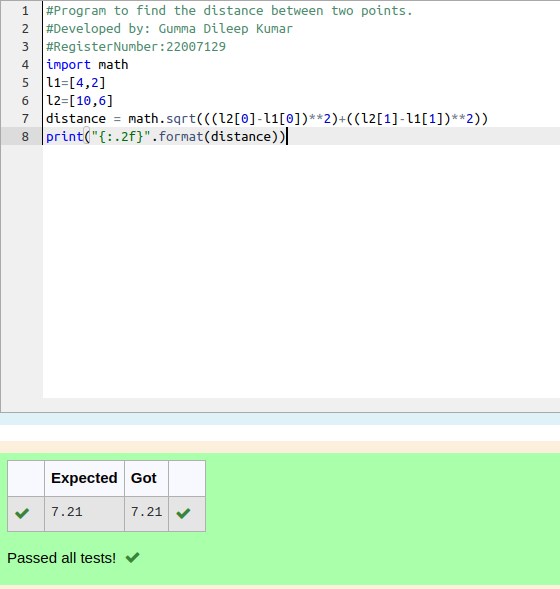 1 #Program to find the distance between two points.
2 #Developed by: Gumma Dileep Kumar
3 #RegisterNumber:22007129
4 import math
5 l1=[4,2]
6 l2=[10,6]
7 distance = math.sqrt(((l2[0]-l1[0])**2)+((l2[1]-l1[1])**2))
8 print("{:.2f}".format(distance))
Expected Got
7.21 7.21
Passed all tests!